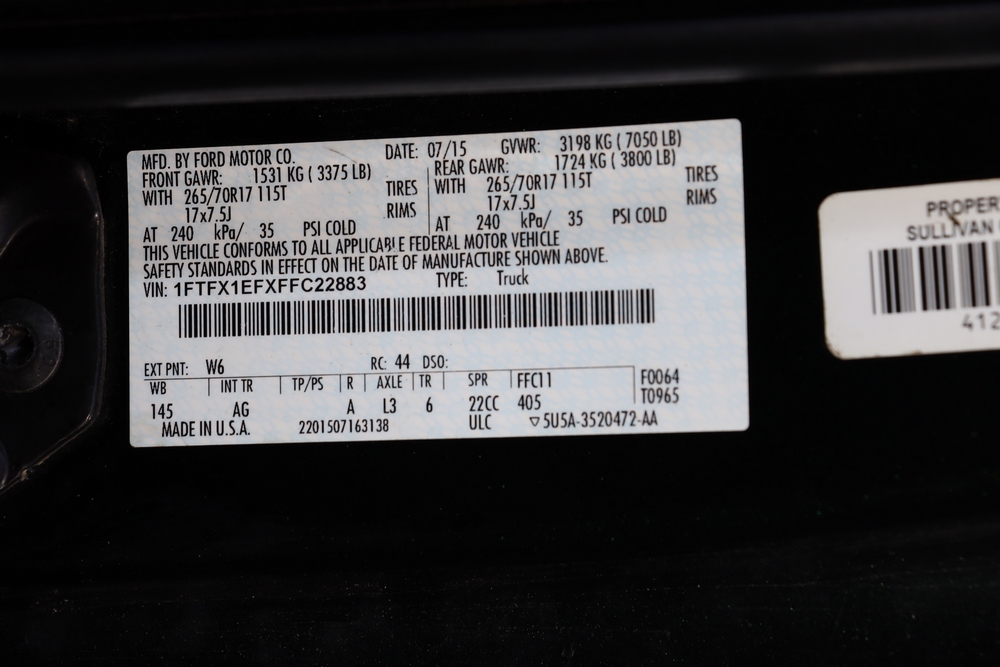 MFD. BY FORD MOTOR CO. DATE: 07/15 GVWR: 3198 KG ( 7050 LB)
FRONT GAWR: 1531 KG ( 3375 LB) REAR GAWR: 1724 KG ( 3800 LB)
WITH 265/70R17 115T TIRES WITH 265/70R17 115T TIRES
17x7.5J RIMS 17x7.5J RIMS
AT 240 kPa/ 35 PSI COLD AT 240 kPa/ 35 PSI COLD
THIS VEHICLE CONFORMS TO ALL APPLICABLE FEDERAL MOTOR VEHICLE
SAFETY STANDARDS IN EFFECT ON THE DATE OF MANUFACTURE SHOWN ABOVE.
VIN: 1FTFX1EFXFFC22883 TYPE: Truck
EXT PNT: W6 RC: 44 DSO:
WB INT TR TP/PS R AXLE TR SPR FFC11 F0064
145 AG A L3 6 22CC 405 T0965
MADE IN U.S.A. 2201507163138 ULC ▽5U5A-3520472-AA
SULLIVAN
412